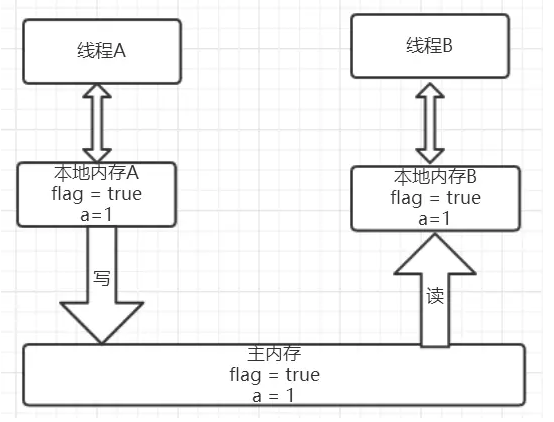 线程A
线程B
本地内存A
flag = true
a=1
本地内存B
flag = true
a=1
写
读
主内存
flag = true
a = 1